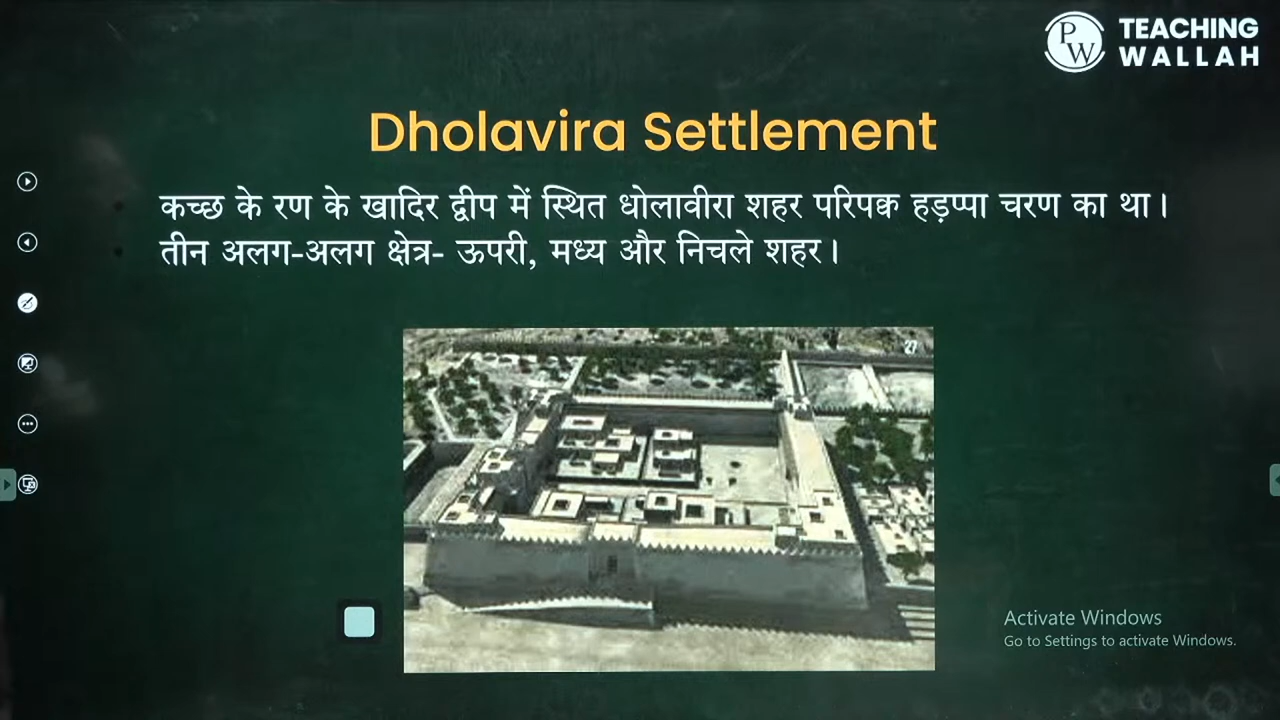 TEACHING
WALLAH
PW
Dholavira Settlement
कच्छ के रण के खादिर द्वीप में स्थित धोलावीरा शहर परिपक्व हड़प्पा चरण का था।
तीन अलग-अलग क्षेत्र- ऊपरी, मध्य और निचले शहर।
27
Activate Windows
Go to Settings to activate Windows.